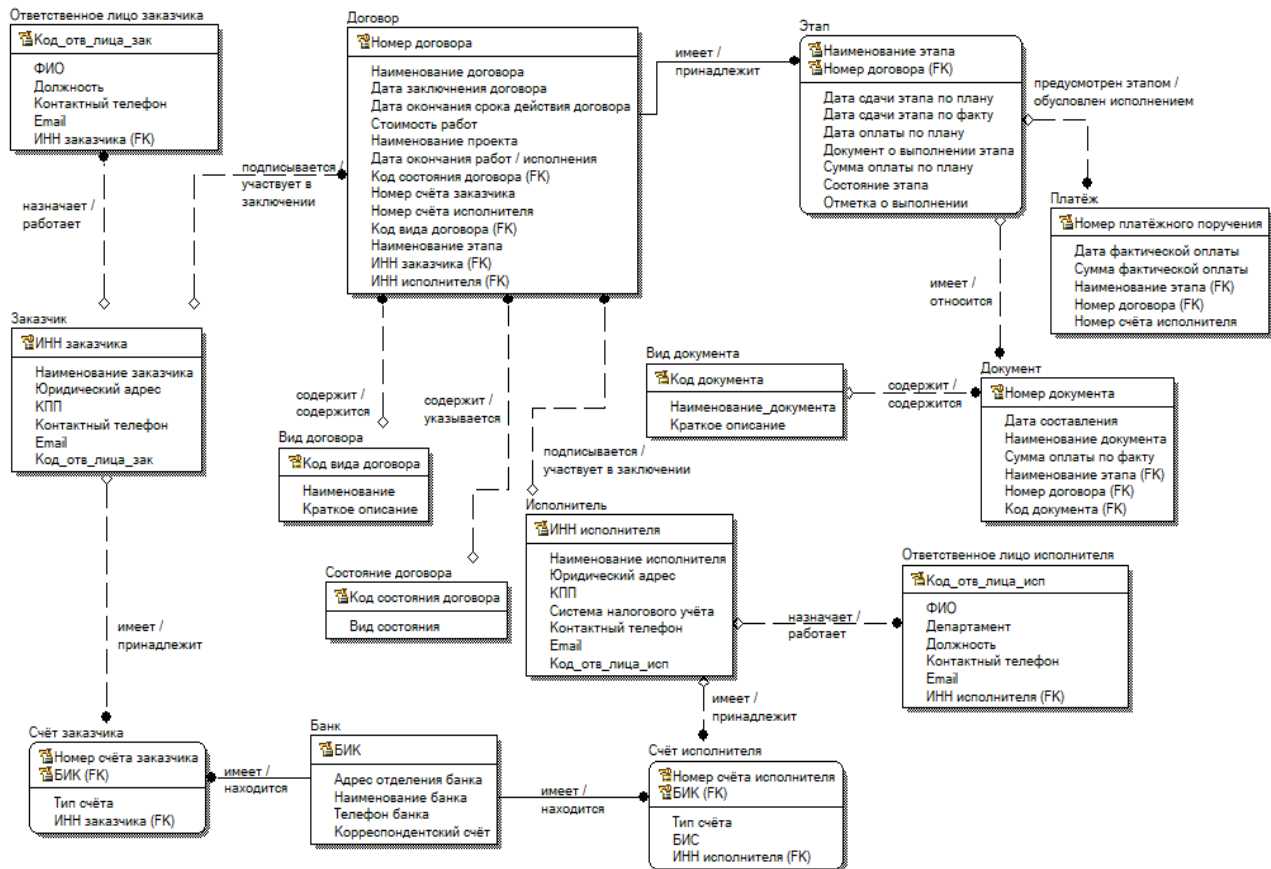 Ответственное лицо заказчика
Код_отв_лица_зак
ФИО
Должность
Контактный телефон
Email
ИНН заказчика (FK)
Договор
Номер договора
Наименование договора
Дата заключнения договора
Дата окончания срока действия договора
Стоимость работ
Наименование проекта
Дата окончания работ / исполнения
Код состояния договора (FK)
Номер счёта заказчика
Номер счёта исполнителя
Код вида договора (FK)
Наименование этапа
ИНН заказчика (FK)
ИНН исполнителя (FK)
имеет /
принадлежит
Этап
Наименование этапа
Номер договора (FK)
Дата сдачи этапа по плану
Дата сдачи этапа по факту
Дата оплаты по плану
Документ о выполнении этапа
Сумма оплаты по плану
Состояние этапа
Отметка о выполнении
предусмотрен этапом /
обусловлен исполнением
Платёж
Номер платёжного поручения
Дата фактической оплаты
Сумма фактической оплаты
Наименование этапа (FK)
Номер договора (FK)
Номер счёта исполнителя
назначает /
работает
подписывается /
участвует в
заключении
имеет /
относится
Заказчик
ИНН заказчика
Наименование заказчика
Юридический адрес
КПП
Контактный телефон
Email
Код_отв_лица_зак
содержит /
содержится
содержит /
указывается
Вид договора
Код вида договора
Наименование
Краткое описание
Вид документа
Код документа
Наименование_документа
Краткое описание
содержит /
содержится
Документ
Номер документа
Дата составления
Наименование документа
Сумма оплаты по факту
Наименование этапа (FK)
Номер договора (FK)
Код документа (FK)
подписывается /
участвует в заключении
Исполнитель
ИНН исполнителя
Наименование исполнителя
Юридический адрес
КПП
Система налогового учёта
Контактный телефон
Email
Код_отв_лица_исп
Состояние договора
Код состояния договора
Вид состояния
назначает /
работает
Ответственное лицо исполнителя
Код_отв_лица_исп
ФИО
Департамент
Должность
Контактный телефон
Email
ИНН исполнителя (FK)
имеет /
принадлежит
имеет /
принадлежит
Счёт заказчика
Номер счёта заказчика
БИК (FK)
Тип счёта
ИНН заказчика (FK)
имеет /
находится
Банк
БИК
Адрес отделения банка
Наименование банка
Телефон банка
Корреспондентский счёт
имеет /
находится
Счёт исполнителя
Номер счёта исполнителя
БИК (FK)
Тип счёта
БИС
ИНН исполнителя (FK)